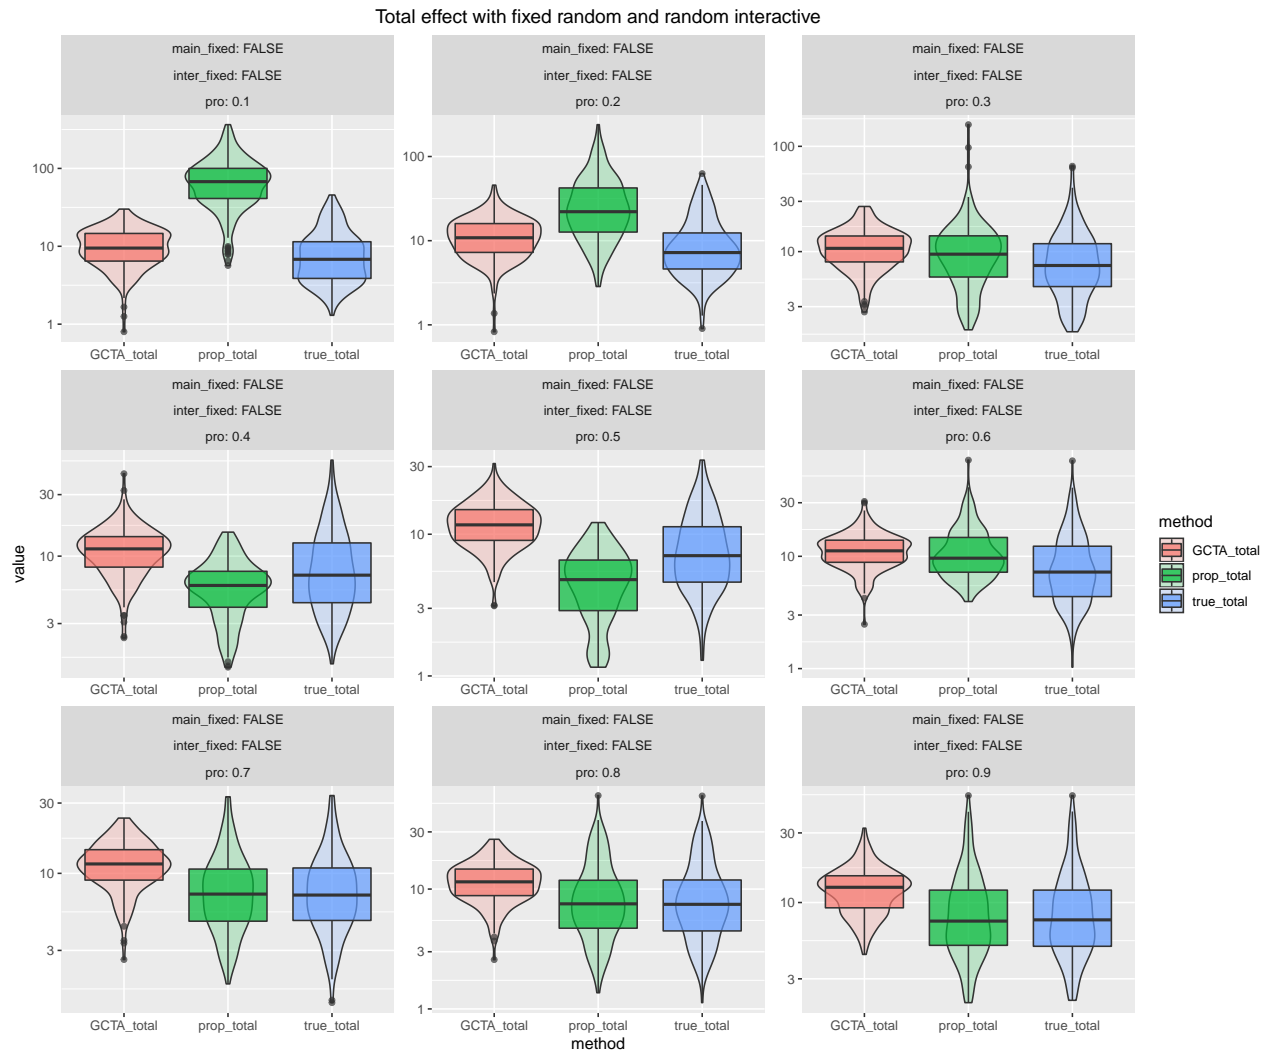 Total effect with fixed random and random interactive
main_fixed: FALSE
inter_fixed: FALSE
pro: 0.1
100
10
1
GCTA_total prop_total true_total
main_fixed: FALSE
inter_fixed: FALSE
pro: 0.2
100
10
1
GCTA_total prop_total true_total
main_fixed: FALSE
inter_fixed: FALSE
pro: 0.3
100
30
10
3
GCTA_total prop_total true_total
main_fixed: FALSE
inter_fixed: FALSE
pro: 0.4
30
10
3
GCTA_total prop_total true_total
main_fixed: FALSE
inter_fixed: FALSE
pro: 0.5
30
10
3
1
GCTA_total prop_total true_total
main_fixed: FALSE
inter_fixed: FALSE
pro: 0.6
30
10
3
1
GCTA_total prop_total true_total
main_fixed: FALSE
inter_fixed: FALSE
pro: 0.7
30
10
3
GCTA_total prop_total true_total
main_fixed: FALSE
inter_fixed: FALSE
pro: 0.8
30
10
3
1
GCTA_total prop_total true_total
main_fixed: FALSE
inter_fixed: FALSE
pro: 0.9
30
10
3
GCTA_total prop_total true_total
value
method
method
GCTA_total
prop_total
true_total